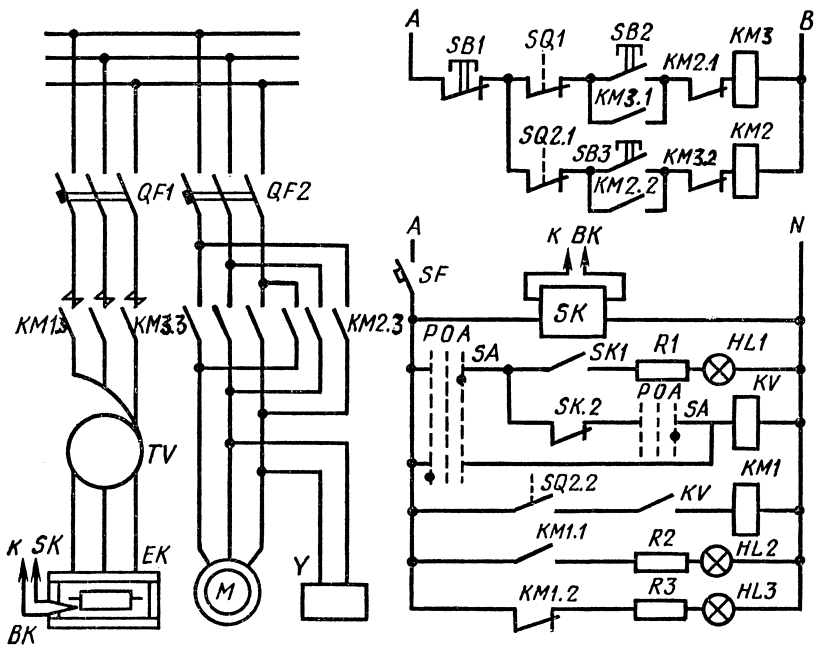 A B
SB1 SQ1 SB2 KM2.1 KM3
KM3.1
SQ2.1 SB3 KM3.2 KM2
KM2.2
QF1 QF2
A N
SF K BK
SK
KM1.3 KM3.3 KM2.3
P O A SA SK1 R1 HL1
SK.2 P O A SA KV
TV
SQ2.2 KV KM1
KM1.1 R2 HL2
K SK EK Y
M
KM1.2 R3 HL3
BK